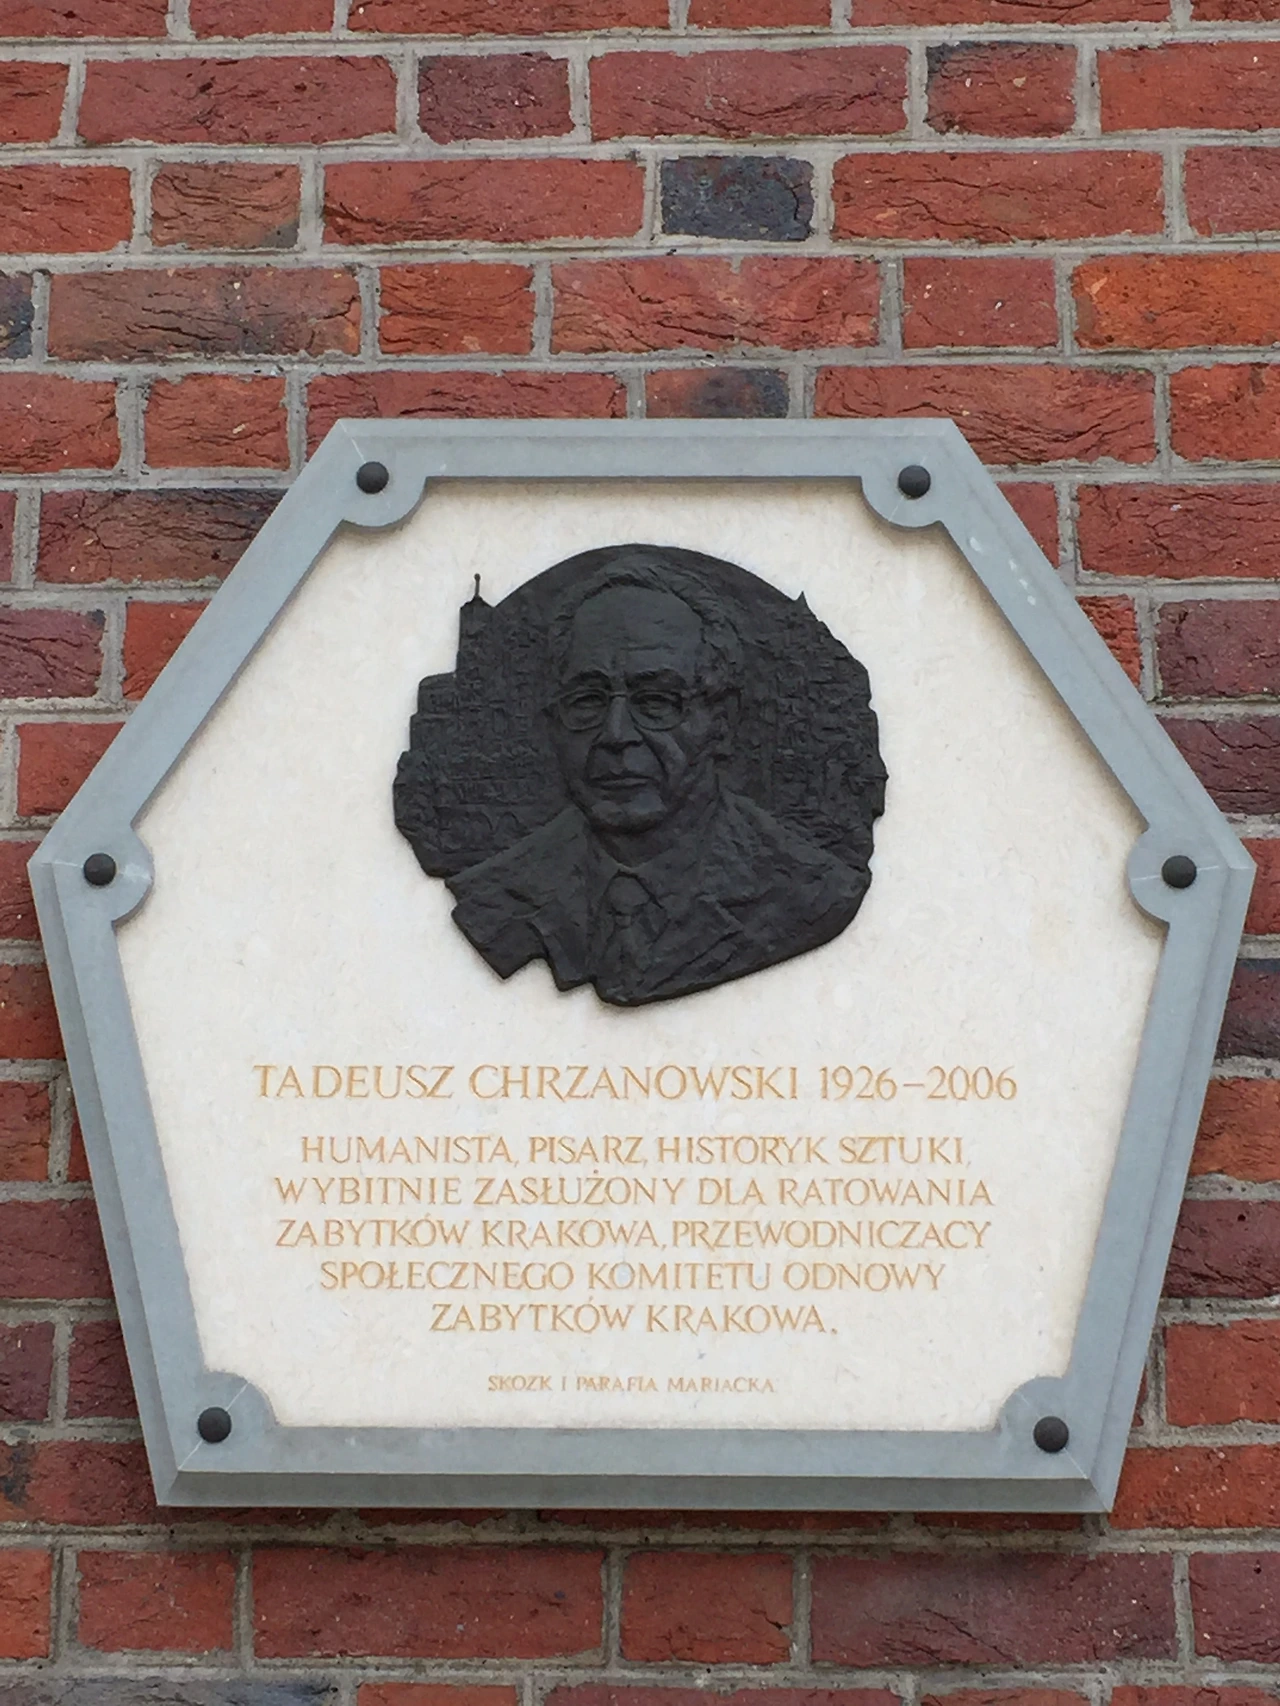 TADEUSZ CHRZANOWSKI 1926–2006
HUMANISTA, PISARZ, HISTORYK SZTUKI,
WYBITNIE ZASŁUŻONY DLA RATOWANIA
ZABYTKÓW KRAKOWA, PRZEWODNICZACY
SPOŁECZNEGO KOMITETU ODNOWY
ZABYTKÓW KRAKOWA.
SKOZK I PARAFIA MARIACKA